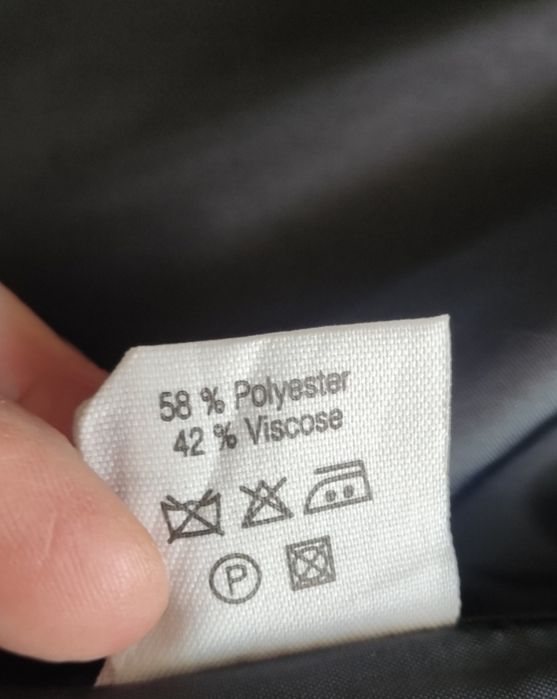 58 % Polyester
42 % Viscose
P